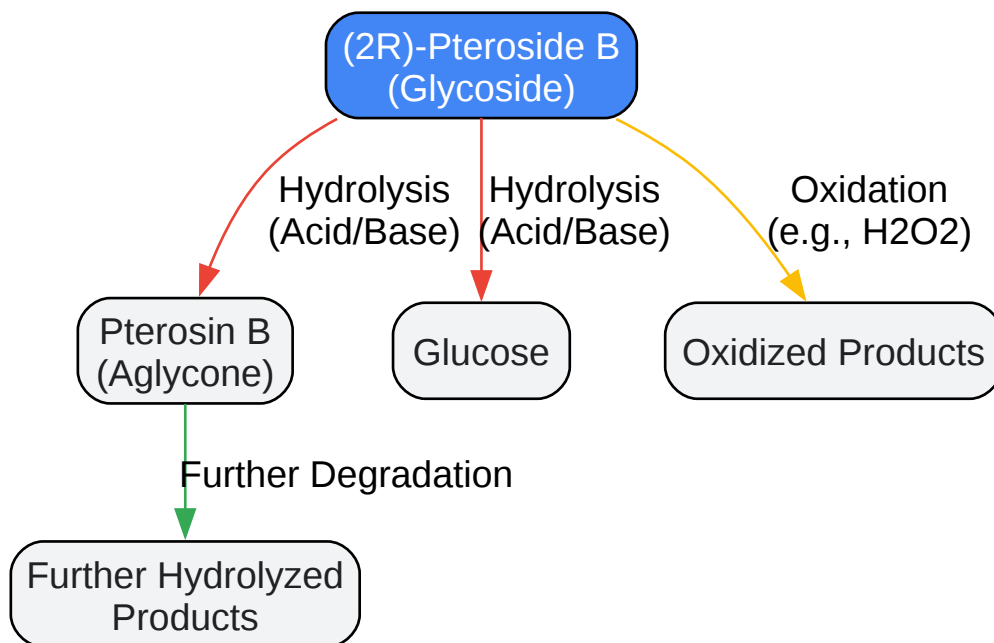 (2R)-Pteroside B
(Glycoside)
Hydrolysis
(Acid/Base)
Hydrolysis
(Acid/Base)
Oxidation
(e.g., H2O2)
Pterosin B
(Aglycone)
Glucose
Oxidized Products
Further Degradation
Further Hydrolyzed
Products